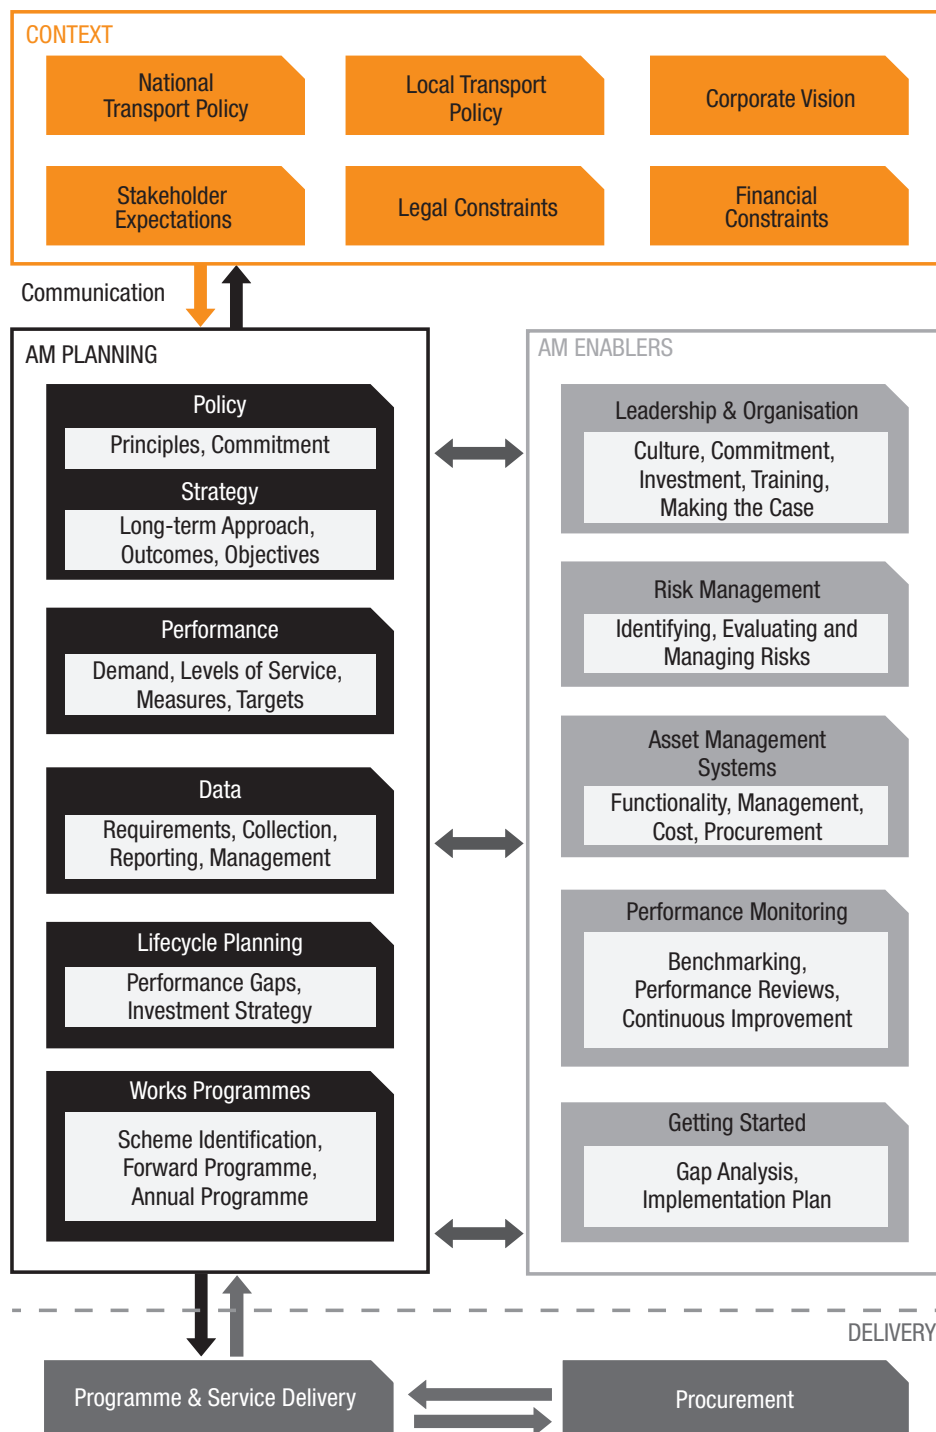 CONTEXT
National
Transport Policy
Local Transport
Policy
Corporate Vision
Stakeholder
Expectations
Legal Constraints
Financial
Constraints
Communication
AM PLANNING
Policy
Principles, Commitment
Strategy
Long-term Approach,
Outcomes, Objectives
Performance
Demand, Levels of Service,
Measures, Targets
Data
Requirements, Collection,
Reporting, Management
Lifecycle Planning
Performance Gaps,
Investment Strategy
Works Programmes
Scheme Identification,
Forward Programme,
Annual Programme
AM ENABLERS
Leadership & Organisation
Culture, Commitment,
Investment, Training,
Making the Case
Risk Management
Identifying, Evaluating and
Managing Risks
Asset Management
Systems
Functionality, Management,
Cost, Procurement
Performance Monitoring
Benchmarking,
Performance Reviews,
Continuous Improvement
Getting Started
Gap Analysis,
Implementation Plan
DELIVERY
Programme & Service Delivery
Procurement